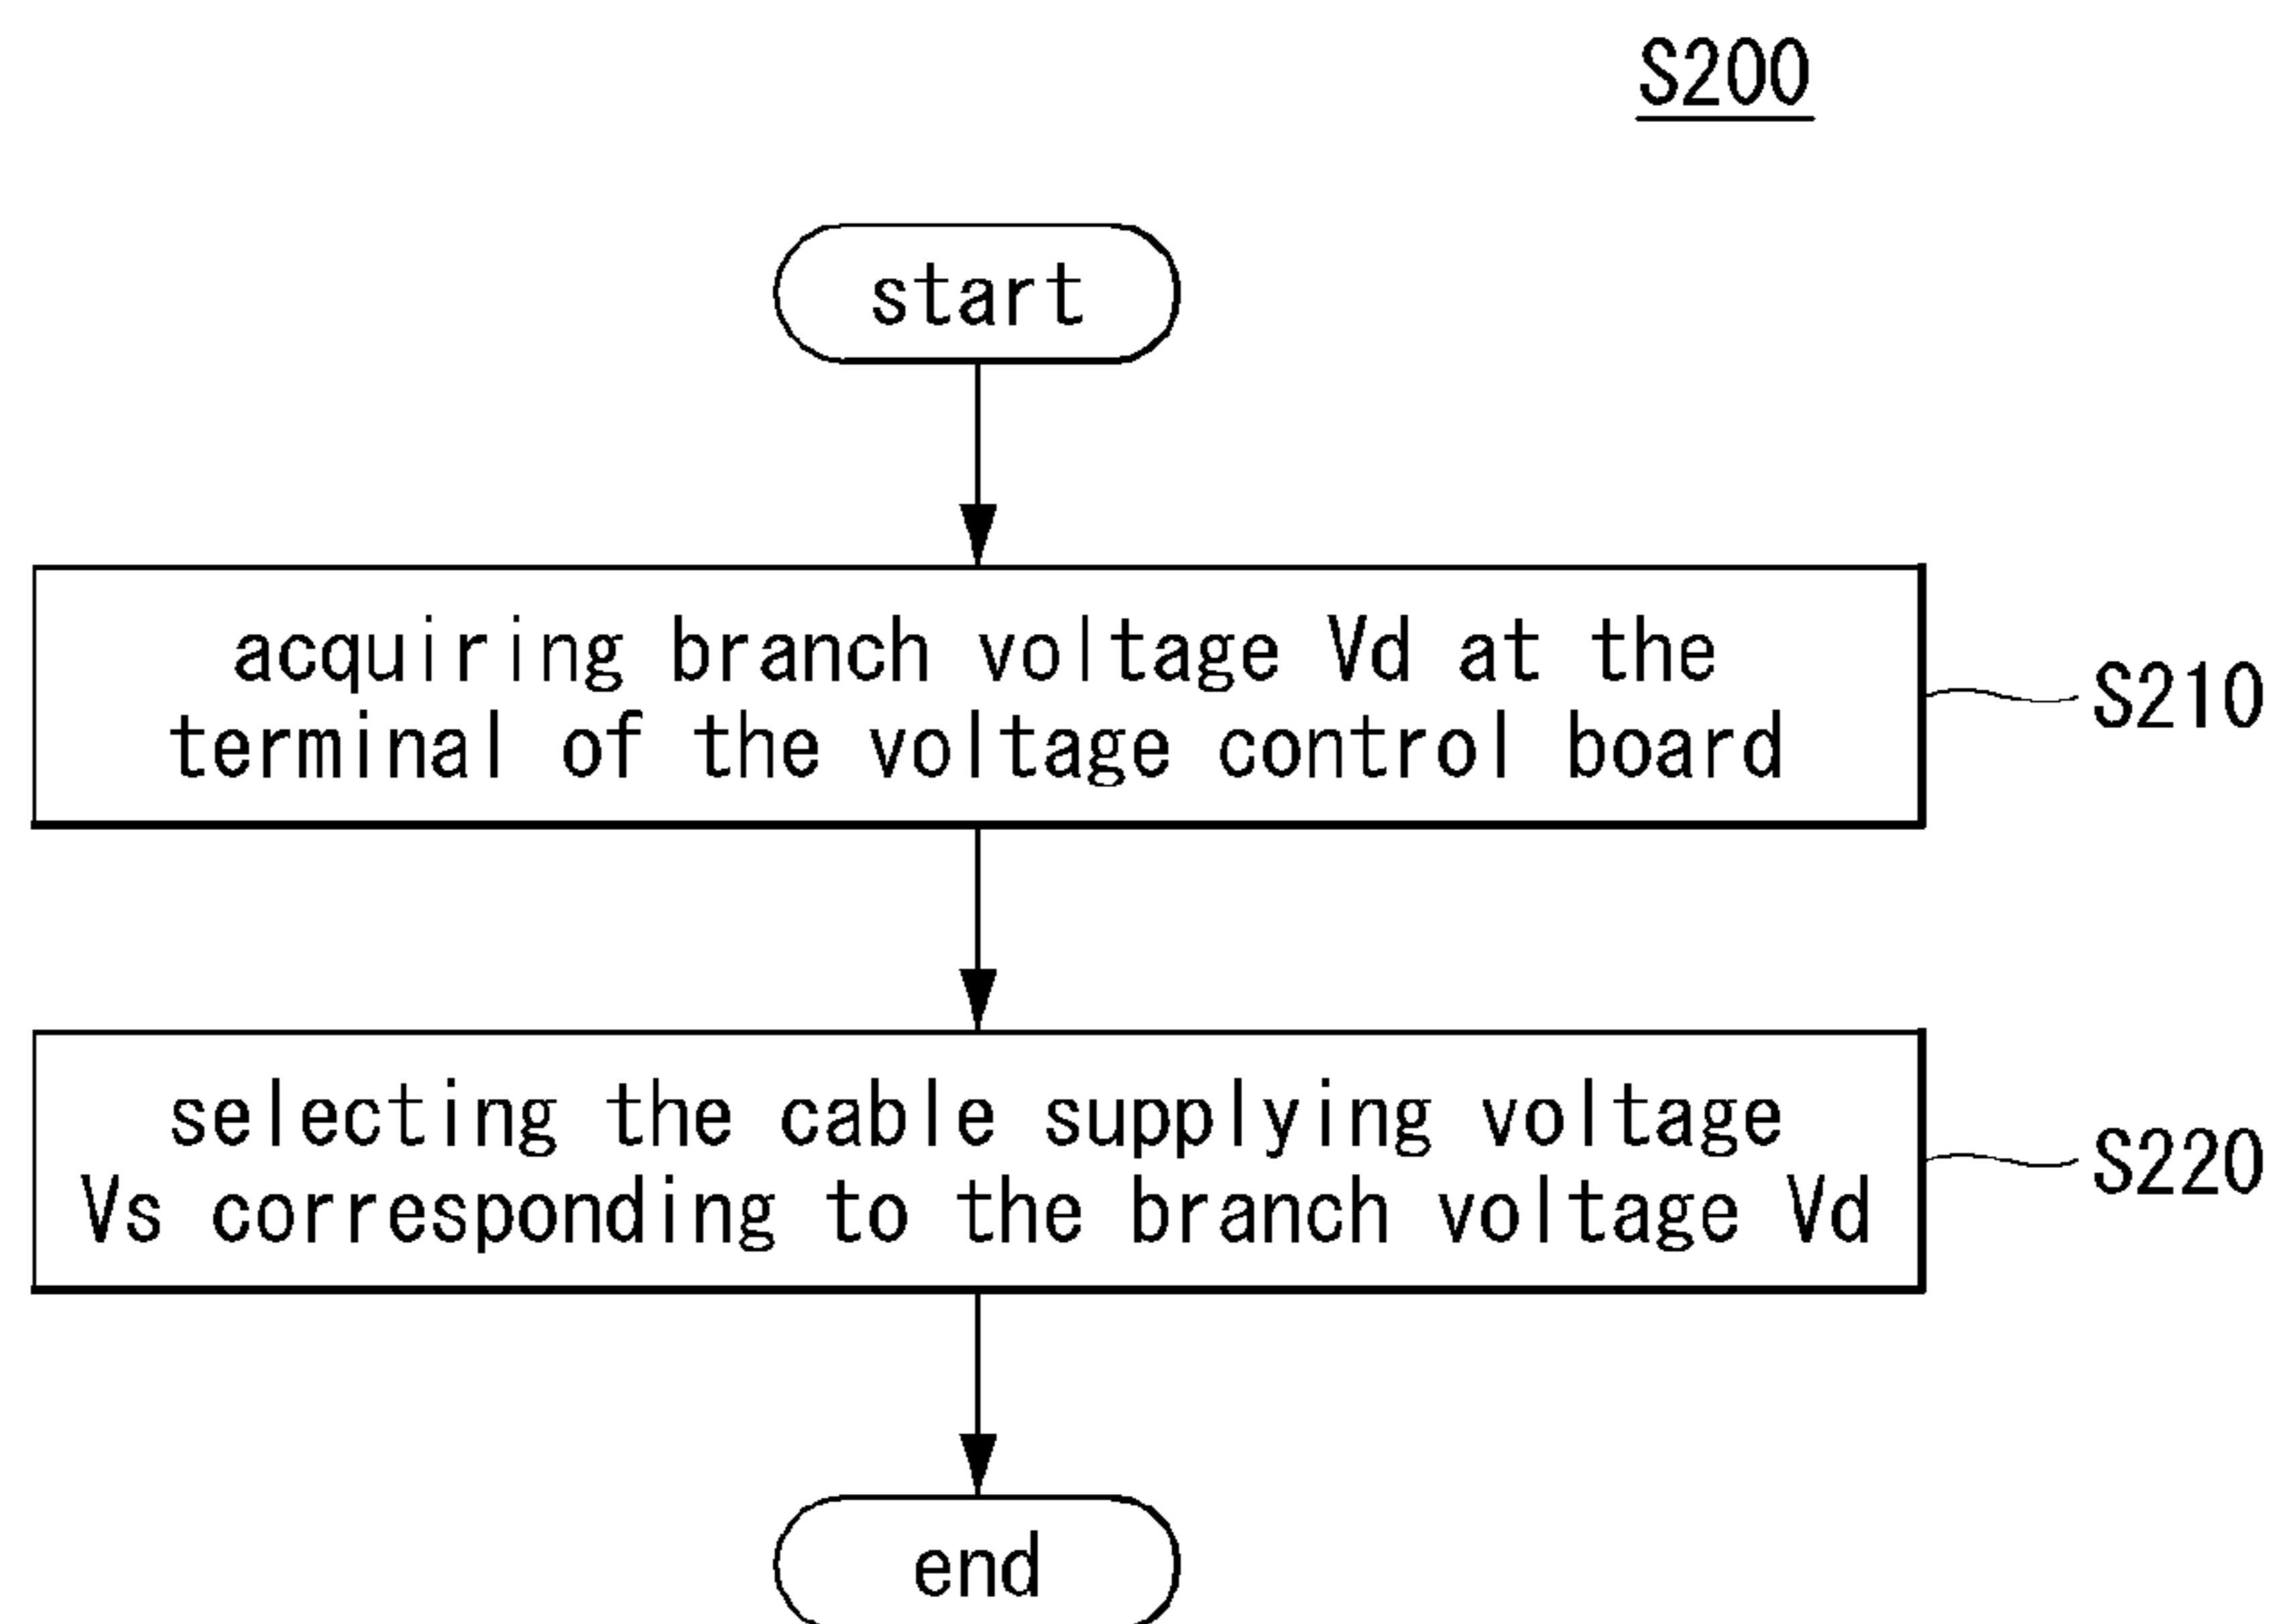 S200
start
acquiring branch voltage Vd at the
terminal of the voltage control board
S210
selecting the cable supplying voltage
Vs corresponding to the branch voltage Vd
S220
end